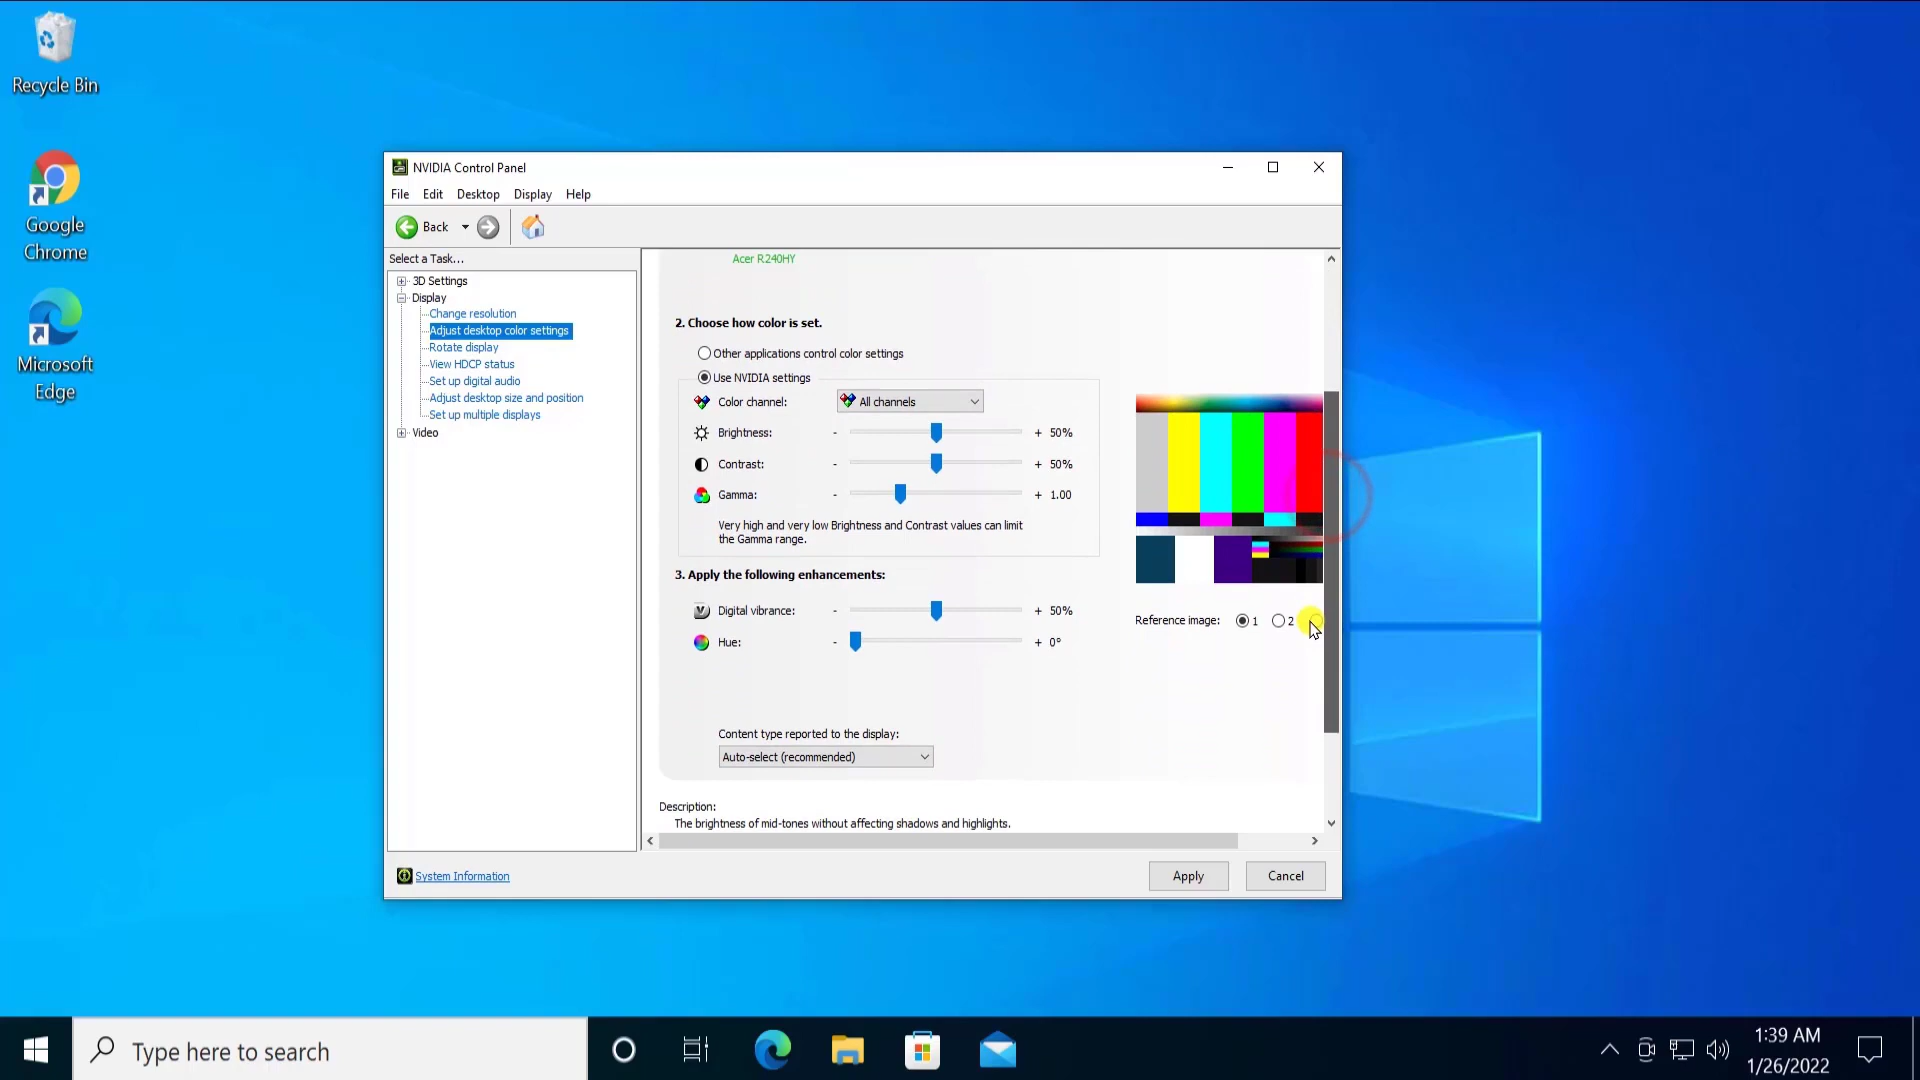 Recycle Bin
Google
Chrome
Microsoft
Edge
NVIDIA Control Panel
File Edit Desktop Display Help
Back
Select a Task...
3D Settings
Display
Change resolution
Adjust desktop color settings
Rotate display
View HDCP status
Set up digital audio
Adjust desktop size and position
Set up multiple displays
Video
Acer R240HY
2. Choose how color is set.
Other applications control color settings
Use NVIDIA settings
Color channel: All channels
Brightness: - + 50%
Contrast: - + 50%
Gamma: - + 1.00
Very high and very low Brightness and Contrast values can limit
the Gamma range.
3. Apply the following enhancements:
Digital vibrance: - + 50%
Hue: - + 0°
Reference image: 1 2
Content type reported to the display:
Auto-select (recommended)
Description:
The brightness of mid-tones without affecting shadows and highlights.
System Information
Apply Cancel
Type here to search
1:39 AM
1/26/2022